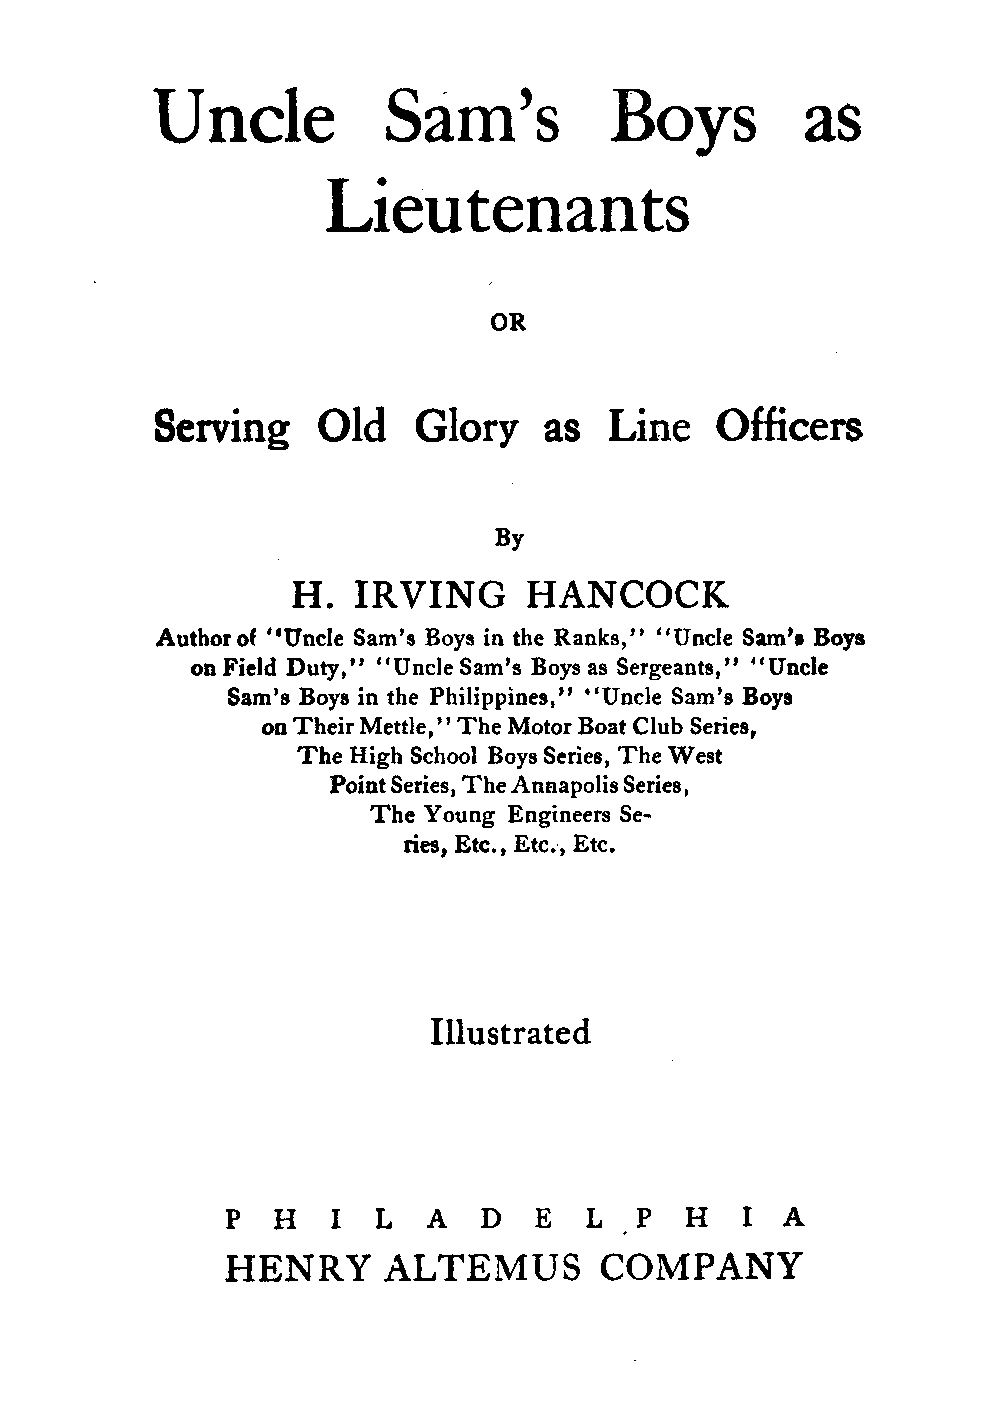 Uncle Sam's Boys as
Lieutenants
OR
Serving Old Glory as Line Officers
By
H. IRVING HANCOCK
Author of "Uncle Sam's Boys in the Ranks," "Uncle Sam's Boys
on Field Duty," "Uncle Sam's Boys as Sergeants," "Uncle
Sam's Boys in the Philippines," "Uncle Sam's Boys
on Their Mettle," The Motor Boat Club Series,
The High School Boys Series, The West
Point Series, The Annapolis Series,
The Young Engineers Se-
ries, Etc., Etc., Etc.
Illustrated
PHILADELPHIA
HENRY ALTEMUS COMPANY